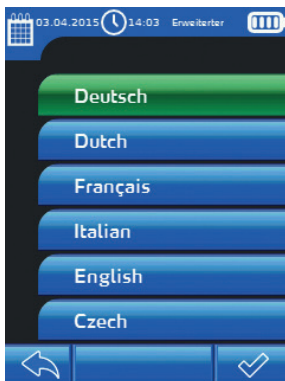 03.04.2015 14:03 Erweiterter
Deutsch
Dutch
Français
Italian
English
Czech